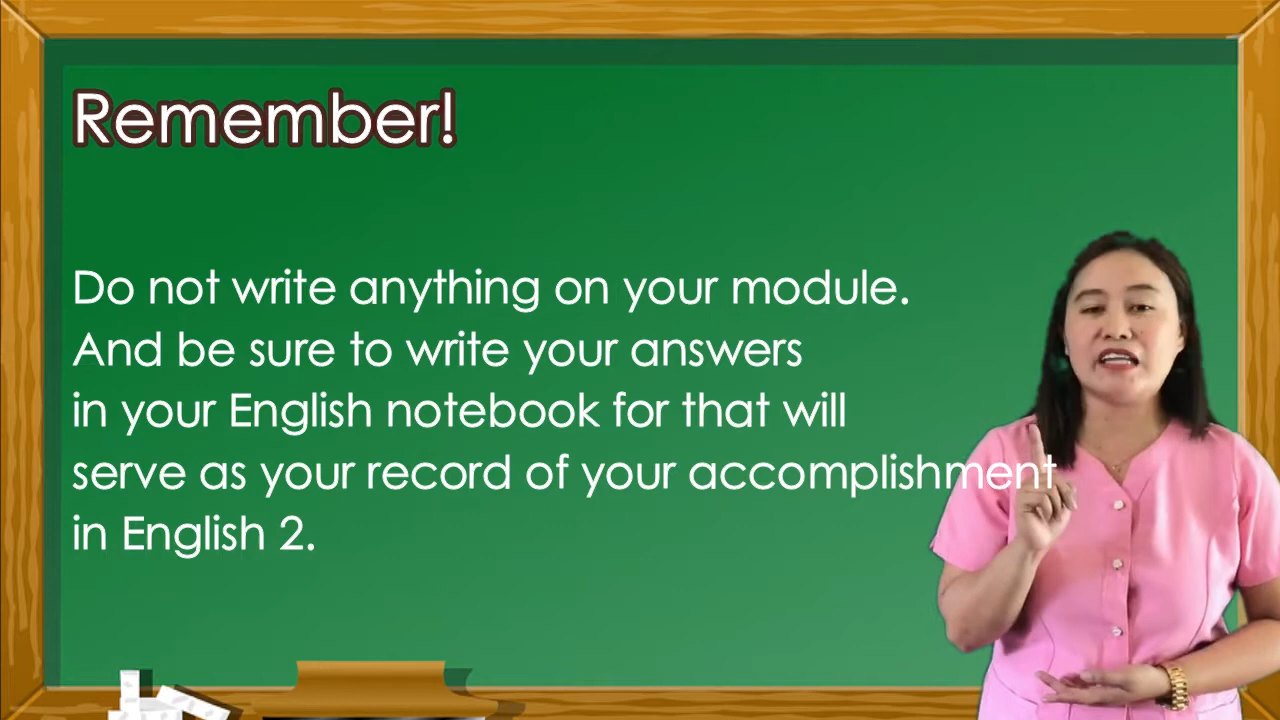 Remember!
Do not write anything on your module.
And be sure to write your answers
in your English notebook for that will
serve as your record of your accomplishment
in English 2.